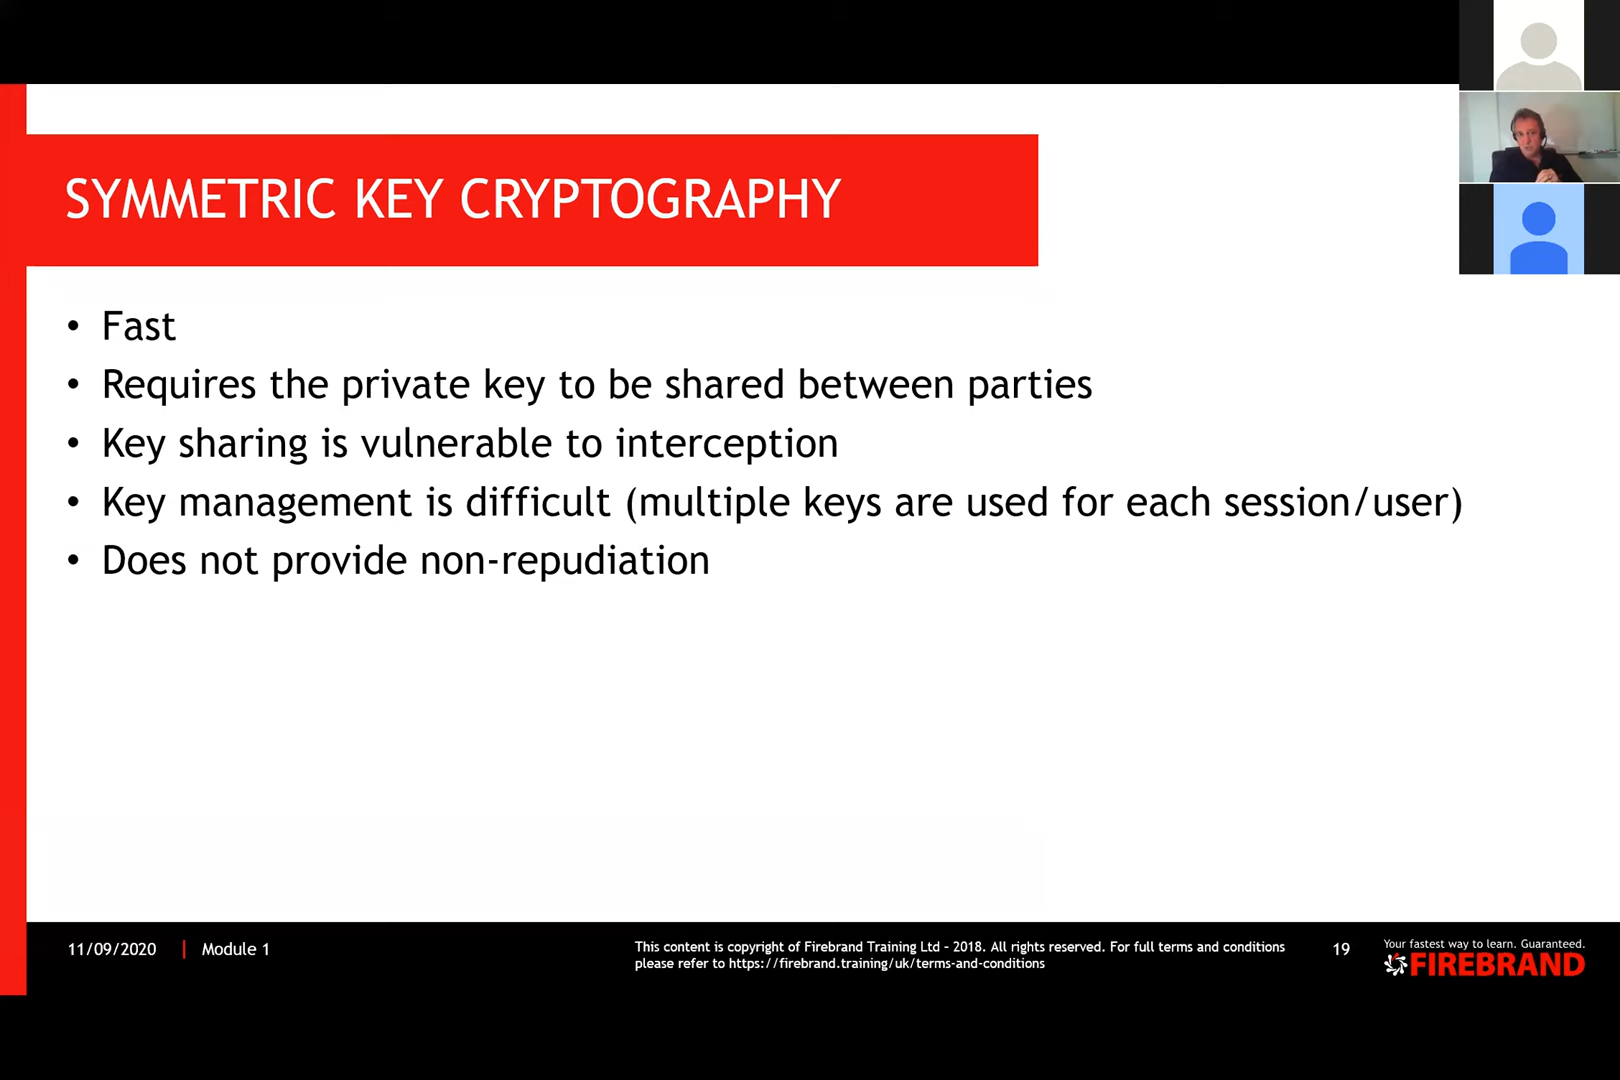 SYMMETRIC KEY CRYPTOGRAPHY
• Fast
• Requires the private key to be shared between parties
• Key sharing is vulnerable to interception
• Key management is difficult (multiple keys are used for each session/user)
• Does not provide non-repudiation
11/09/2020 | Module 1
This content is copyright of Firebrand Training Ltd – 2018. All rights reserved. For full terms and conditions
please refer to https://firebrand.training/uk/terms-and-conditions
19
Your fastest way to learn. Guaranteed.
FIREBRAND